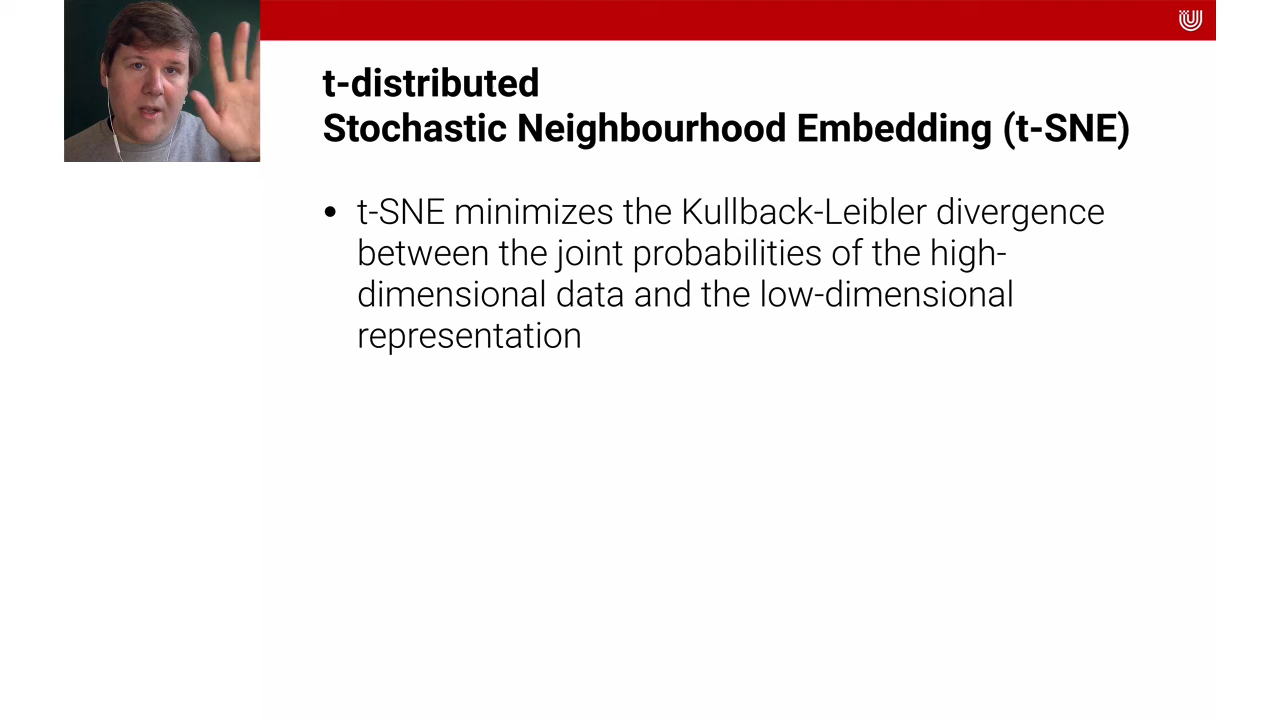 t-distributed
Stochastic Neighbourhood Embedding (t-SNE)
• t-SNE minimizes the Kullback-Leibler divergence
between the joint probabilities of the high-
dimensional data and the low-dimensional
representation